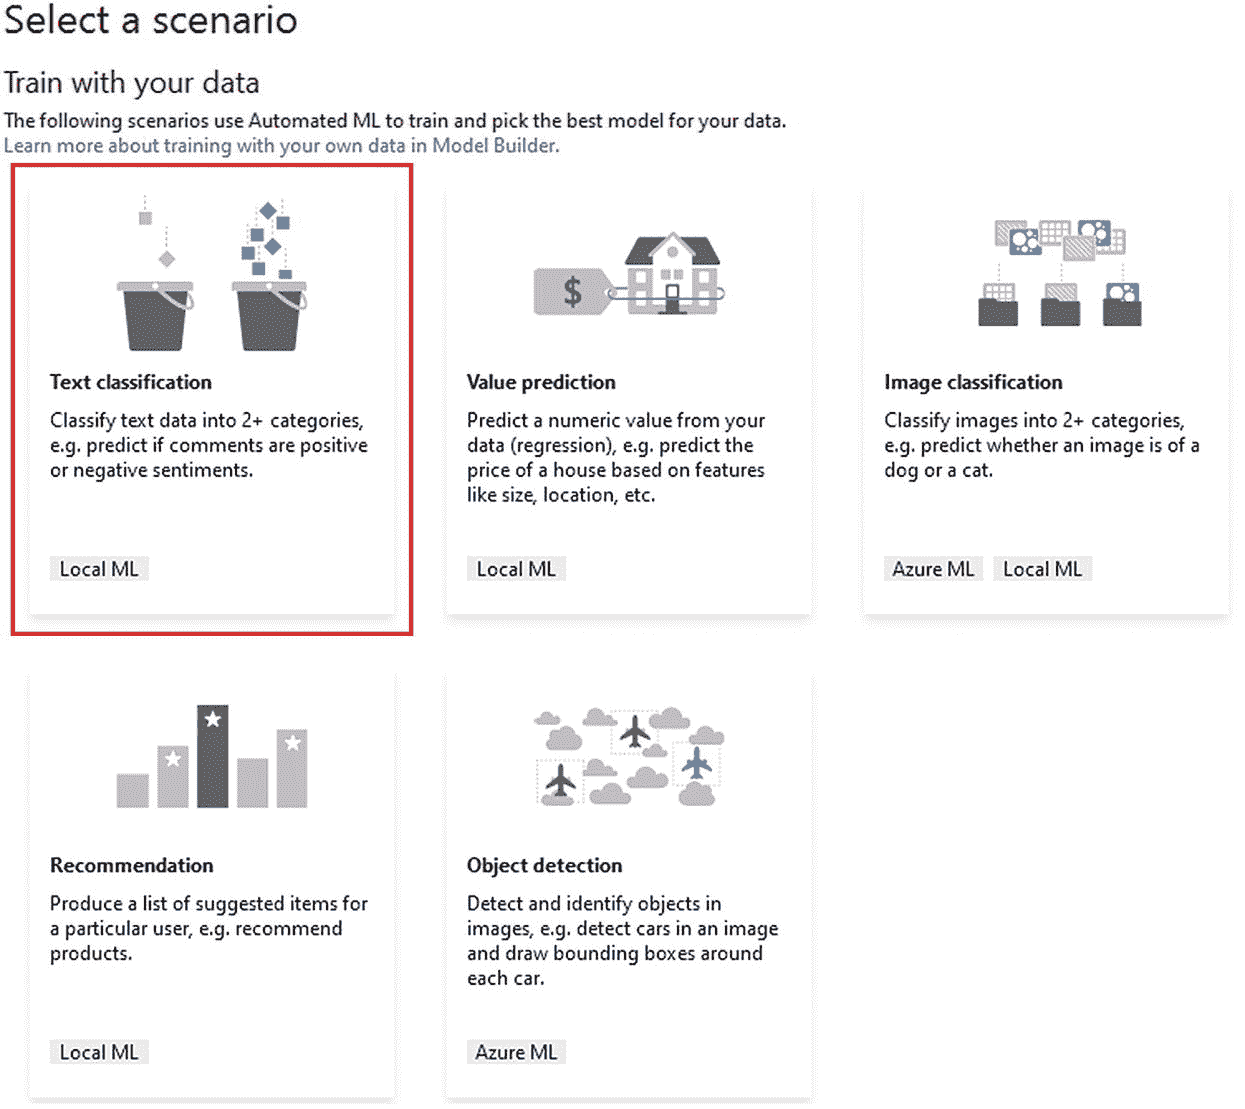 Select a scenario
Train with your data
The following scenarios use Automated ML to train and pick the best model for your data.
Learn more about training with your own data in Model Builder.
$
Text classification
Classify text data into 2+ categories,
e.g. predict if comments are positive
or negative sentiments.
Local ML
Value prediction
Predict a numeric value from your
data (regression), e.g. predict the
price of a house based on features
like size, location, etc.
Local ML
Image classification
Classify images into 2+ categories,
e.g. predict whether an image is of a
dog or a cat.
Azure ML Local ML
Recommendation
Produce a list of suggested items for
a particular user, e.g. recommend
products.
Local ML
Object detection
Detect and identify objects in
images, e.g. detect cars in an image
and draw bounding boxes around
each car.
Azure ML